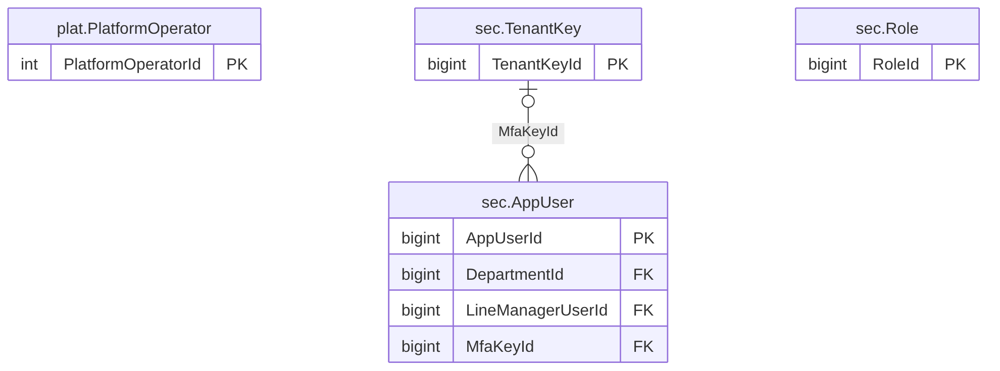 plat.PlatformOperator
int PlatformOperatorId PK
sec.TenantKey
bigint TenantKeyId PK
sec.Role
bigint RoleId PK
MfaKeyId
sec.AppUser
bigint AppUserId PK
bigint DepartmentId FK
bigint LineManagerUserId FK
bigint MfaKeyId FK